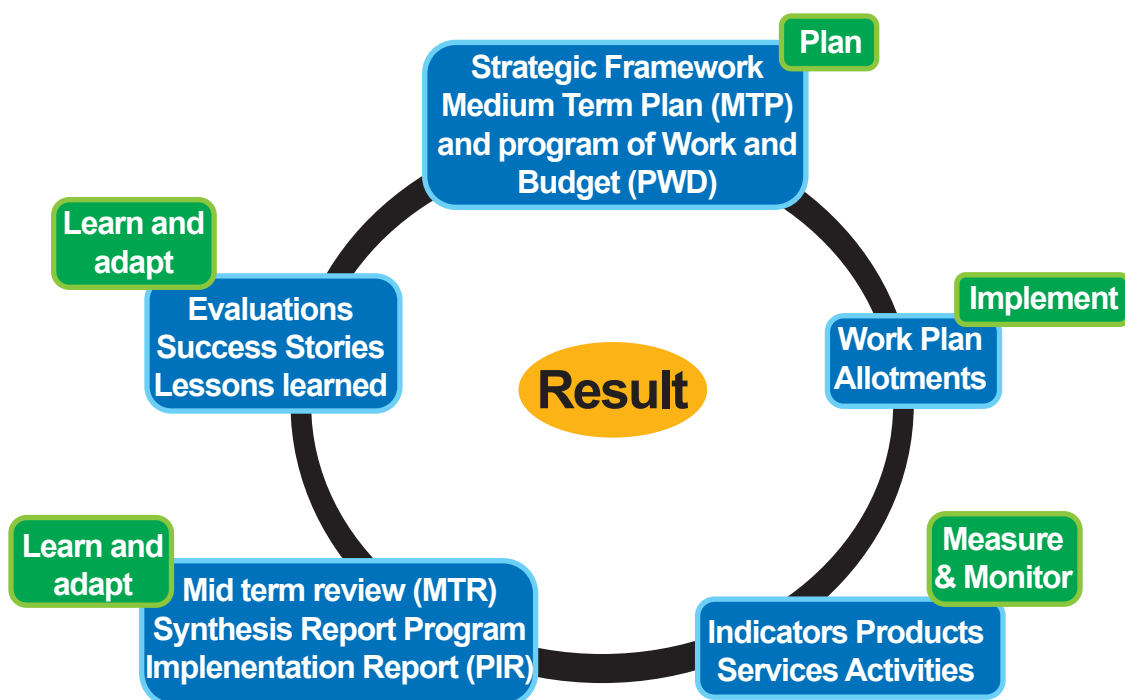 Plan
Strategic Framework
Medium Term Plan (MTP)
and program of Work and
Budget (PWD)
Implement
Work Plan
Allotments
Measure
& Monitor
Indicators Products
Services Activities
Learn and
adapt
Mid term review (MTR)
Synthesis Report Program
Implenentation Report (PIR)
Learn and
adapt
Evaluations
Success Stories
Lessons learned
Result